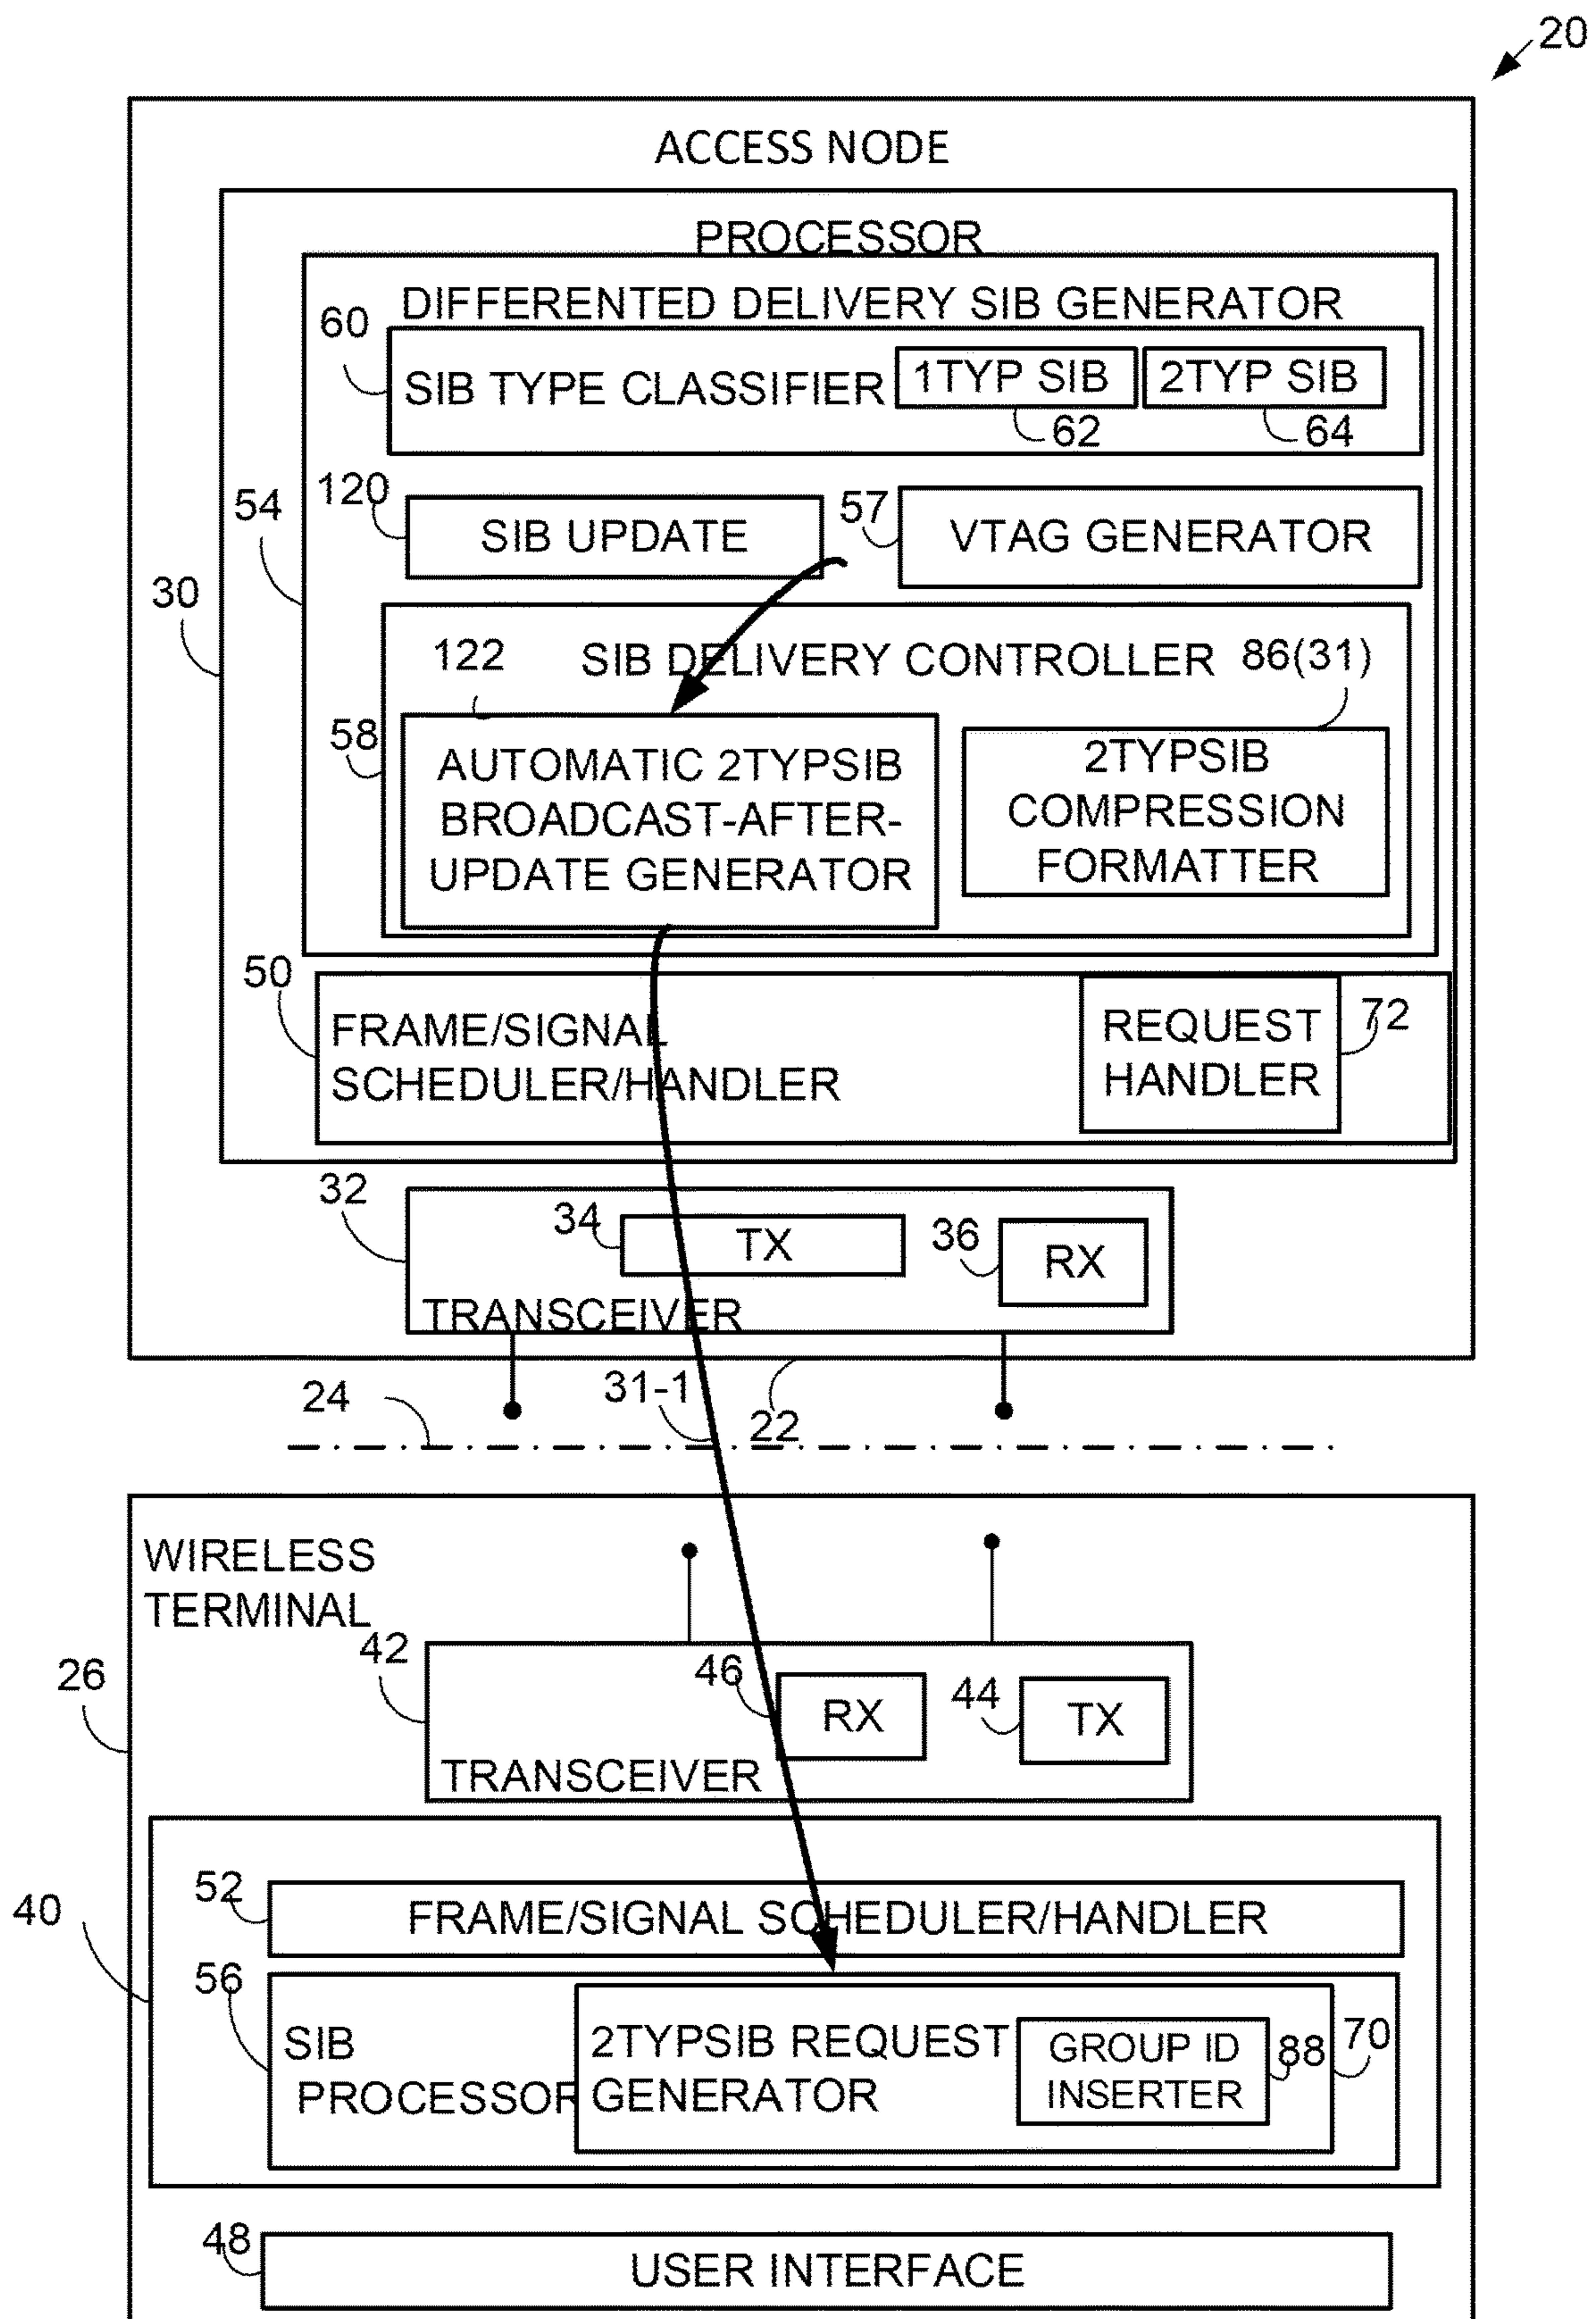 20
ACCESS NODE
PROCESSOR
DIFFERENTED DELIVERY SIB GENERATOR
60
SIB TYPE CLASSIFIER
1TYP SIB
2TYP SIB
62
64
120
SIB UPDATE
57
VTAG GENERATOR
54
30
122
SIB DELIVERY CONTROLLER
86(31)
58
AUTOMATIC 2TYPSIB
BROADCAST-AFTER-
UPDATE GENERATOR
2TYPSIB
COMPRESSION
FORMATTER
50
FRAME/SIGNAL
SCHEDULER/HANDLER
REQUEST
HANDLER
72
32
34
TX
36
RX
TRANSCEIVER
24
31-1
22
WIRELESS
TERMINAL
42
26
46
RX
44
TX
TRANSCEIVER
52
40
FRAME/SIGNAL SCHEDULER/HANDLER
56
SIB
PROCESSOR
2TYPSIB REQUEST
GENERATOR
GROUP ID
INSERTER
88
70
48
USER INTERFACE